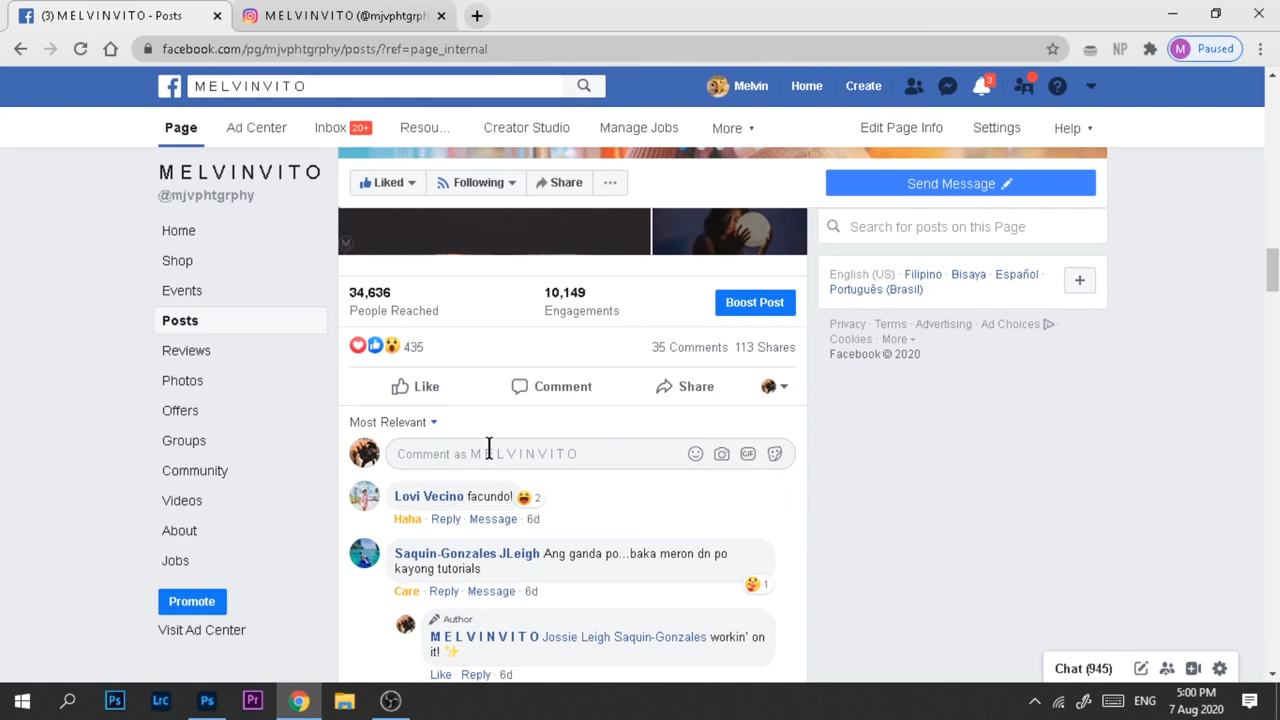 (3) M E L V I N V I T O - Posts
M E L V I N V I T O (@mjvphtgrph
facebook.com/pg/mjvphtgrphy/posts/?ref=page_internal
NP
M
Paused
M E L V I N V I T O
Melvin
Home
Create
3
Page
Ad Center
Inbox 20+
Resou...
Creator Studio
Manage Jobs
More
Edit Page Info
Settings
Help
M E L V I N V I T O
@mjvphtgrphy
Home
Shop
Events
Posts
Reviews
Photos
Offers
Groups
Community
Videos
About
Jobs
Promote
Visit Ad Center
Liked
Following
Share
Send Message
M
34,636
People Reached
10,149
Engagements
Boost Post
435
35 Comments 113 Shares
Like
Comment
Share
Most Relevant
Comment as M E L V I N V I T O
GIF
Lovi Vecino facundo!
2
Haha · Reply · Message · 6d
Saquin-Gonzales JLeigh Ang ganda po...baka meron dn po
kayong tutorials
1
Care · Reply · Message · 6d
Author
M E L V I N V I T O Jossie Leigh Saquin-Gonzales workin' on
it! ✨
Like · Reply · 6d
Search for posts on this Page
English (US) · Filipino · Bisaya · Español ·
Português (Brasil)
Privacy · Terms · Advertising · Ad Choices ·
Cookies · More
Facebook © 2020
Chat (945)
Ps
Lrc
Ps
Pr
ENG
5:00 PM
7 Aug 2020